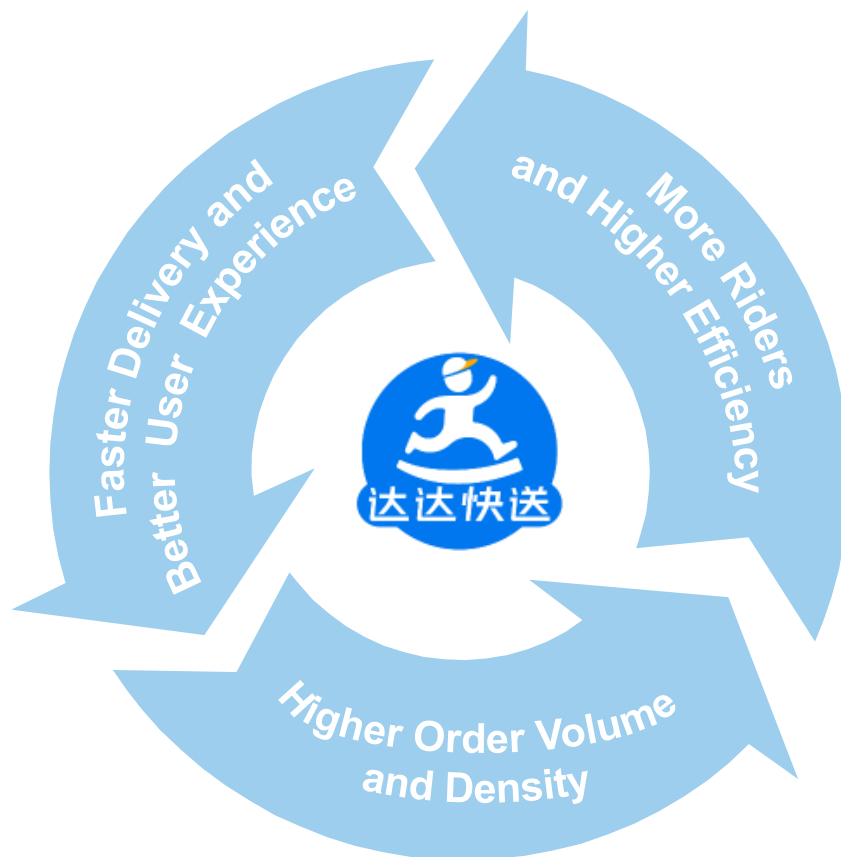 Faster Delivery and
Better User Experience
More Riders
and Higher Efficiency
达达快送
Higher Order Volume
and Density